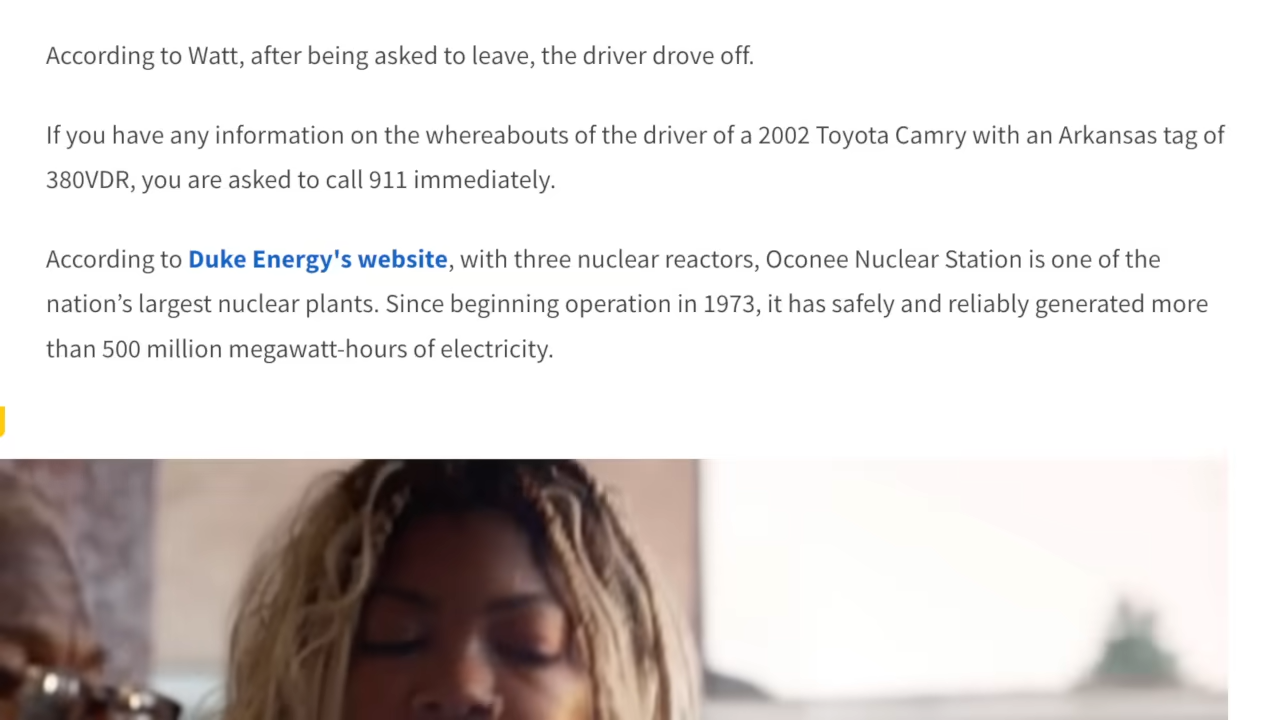 According to Watt, after being asked to leave, the driver drove off.
If you have any information on the whereabouts of the driver of a 2002 Toyota Camry with an Arkansas tag of
380VDR, you are asked to call 911 immediately.
According to Duke Energy's website, with three nuclear reactors, Oconee Nuclear Station is one of the
nation’s largest nuclear plants. Since beginning operation in 1973, it has safely and reliably generated more
than 500 million megawatt-hours of electricity.